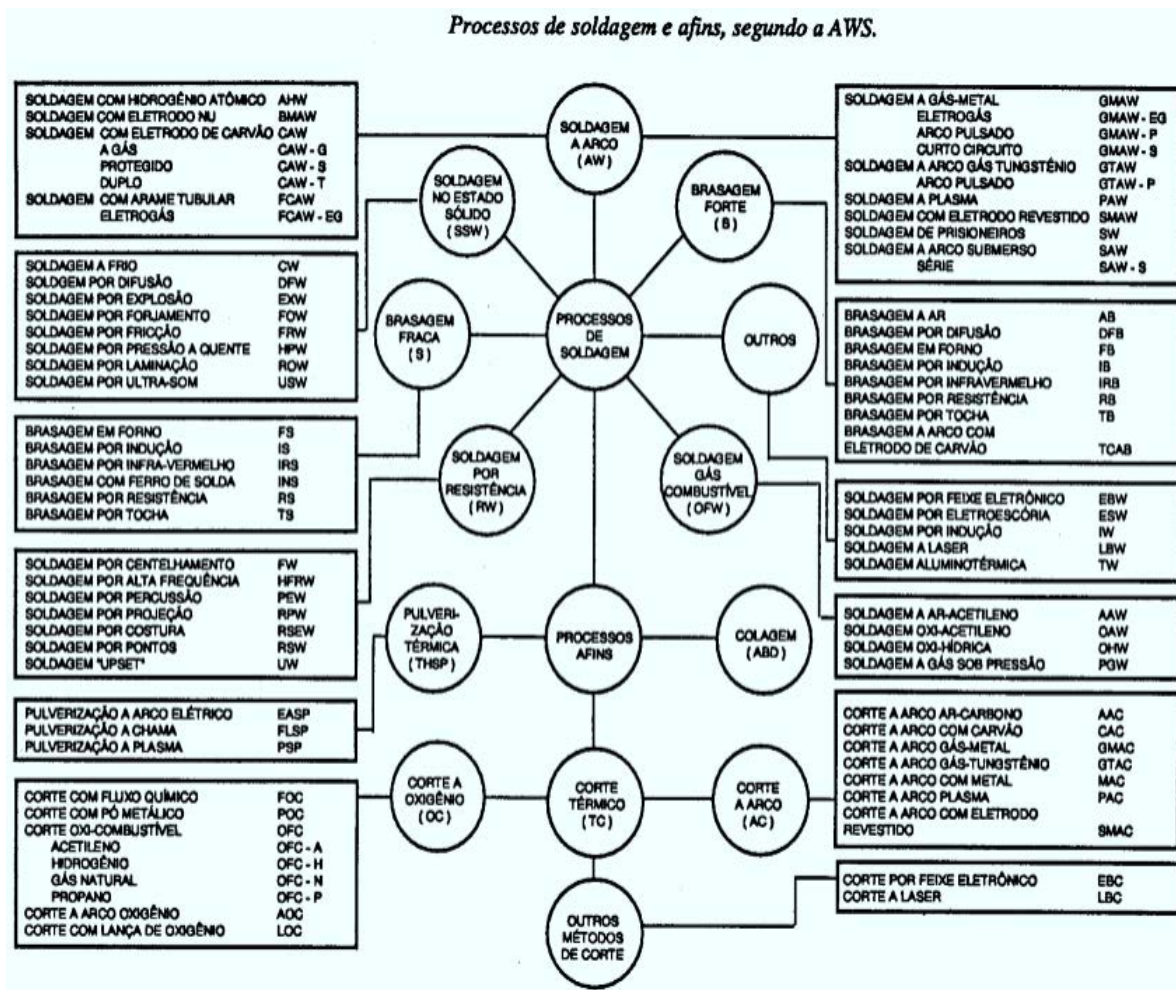 Processos de soldagem e afins, segundo a AWS.
SOLDAGEM COM HIDROGÊNIO ATÔMICO AHW
SOLDAGEM COM ELETRODO NU BMAW
SOLDAGEM COM ELETRODO DE CARVÃO CAW
A GÁS CAW - G
PROTEGIDO CAW - S
DUPLO CAW - T
SOLDAGEM COM ARAME TUBULAR FCAW
ELETROGÁS FCAW - EG
SOLDAGEM
A ARCO
(AW)
SOLDAGEM A GÁS-METAL GMAW
ELETROGÁS GMAW - EG
ARCO PULSADO GMAW - P
CURTO CIRCUITO GMAW - S
SOLDAGEM A ARCO GÁS TUNGSTÊNIO GTAW
ARCO PULSADO GTAW - P
SOLDAGEM A PLASMA PAW
SOLDAGEM COM ELETRODO REVESTIDO SMAW
SOLDAGEM DE PRISIONEIROS SW
SOLDAGEM A ARCO SUBMERSO SAW
SÉRIE SAW - S
SOLDAGEM
NO ESTADO
SÓLIDO
(SSW)
BRASAGEM
FORTE
(B)
SOLDAGEM A FRIO CW
SOLDGEM POR DIFUSÃO DFW
SOLDAGEM POR EXPLOSÃO EXW
SOLDAGEM POR FORJAMENTO FOW
SOLDAGEM POR FRICÇÃO FRW
SOLDAGEM POR PRESSÃO A QUENTE HPW
SOLDAGEM POR LAMINAÇÃO ROW
SOLDAGEM POR ULTRA-SOM USW
BRASAGEM
FRACA
(S)
PROCESSOS
DE
SOLDAGEM
OUTROS
BRASAGEM A AR AB
BRASAGEM POR DIFUSÃO DFB
BRASAGEM EM FORNO FB
BRASAGEM POR INDUÇÃO IB
BRASAGEM POR INFRAVERMELHO IRB
BRASAGEM POR RESISTÊNCIA RB
BRASAGEM POR TOCHA TB
BRASAGEM A ARCO COM
ELETRODO DE CARVÃO TCAB
BRASAGEM EM FORNO FS
BRASAGEM POR INDUÇÃO IS
BRASAGEM POR INFRA-VERMELHO IRS
BRASAGEM COM FERRO DE SOLDA INS
BRASAGEM POR RESISTÊNCIA RS
BRASAGEM POR TOCHA TS
SOLDAGEM
POR
RESISTÊNCIA
(RW)
SOLDAGEM
GÁS
COMBUSTÍVEL
(OFW)
SOLDAGEM POR FEIXE ELETRÔNICO EBW
SOLDAGEM POR ELETROESCÓRIA ESW
SOLDAGEM POR INDUÇÃO IW
SOLDAGEM A LASER LBW
SOLDAGEM ALUMINOTÉRMICA TW
SOLDAGEM POR CENTELHAMENTO FW
SOLDAGEM POR ALTA FREQUÊNCIA HFRW
SOLDAGEM POR PERCUSSÃO PEW
SOLDAGEM POR PROJEÇÃO RPW
SOLDAGEM POR COSTURA RSEW
SOLDAGEM POR PONTOS RSW
SOLDAGEM "UPSET" UW
PULVERI-
ZAÇÃO
TÉRMICA
(THSP)
PROCESSOS
AFINS
COLAGEM
(ABD)
SOLDAGEM A AR-ACETILENO AAW
SOLDAGEM OXI-ACETILENO OAW
SOLDAGEM OXI-HÍDRICA OHW
SOLDAGEM A GÁS SOB PRESSÃO PGW
PULVERIZAÇÃO A ARCO ELÉTRICO EASP
PULVERIZAÇÃO A CHAMA FLSP
PULVERIZAÇÃO A PLASMA PSP
CORTE A ARCO AR-CARBONO AAC
CORTE A ARCO COM CARVÃO CAC
CORTE A ARCO GÁS-METAL GMAC
CORTE A ARCO GÁS-TUNGSTÊNIO GTAC
CORTE A ARCO COM METAL MAC
CORTE A ARCO PLASMA PAC
CORTE A ARCO COM ELETRODO
REVESTIDO SMAC
CORTE A
OXIGÊNIO
(OC)
CORTE
TÉRMICO
(TC)
CORTE
A ARCO
(AC)
CORTE COM FLUXO QUÍMICO FOC
CORTE COM PÓ METÁLICO POC
CORTE OXI-COMBUSTÍVEL OFC
ACETILENO OFC - A
HIDROGÊNIO OFC - H
GÁS NATURAL OFC - N
PROPANO OFC - P
CORTE A ARCO OXIGÊNIO AOC
CORTE COM LANÇA DE OXIGÊNIO LOC
OUTROS
MÉTODOS
DE CORTE
CORTE POR FEIXE ELETRÔNICO EBC
CORTE A LASER LBC